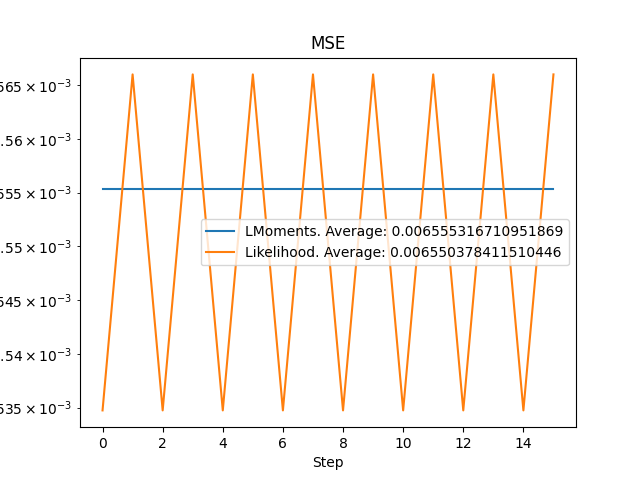 MSE
565 × 10⁻³
.56 × 10⁻³
555 × 10⁻³
.55 × 10⁻³
545 × 10⁻³
.54 × 10⁻³
535 × 10⁻³
LMoments. Average: 0.006555316710951869
Likelihood. Average: 0.006550378411510446
0 2 4 6 8 10 12 14
Step